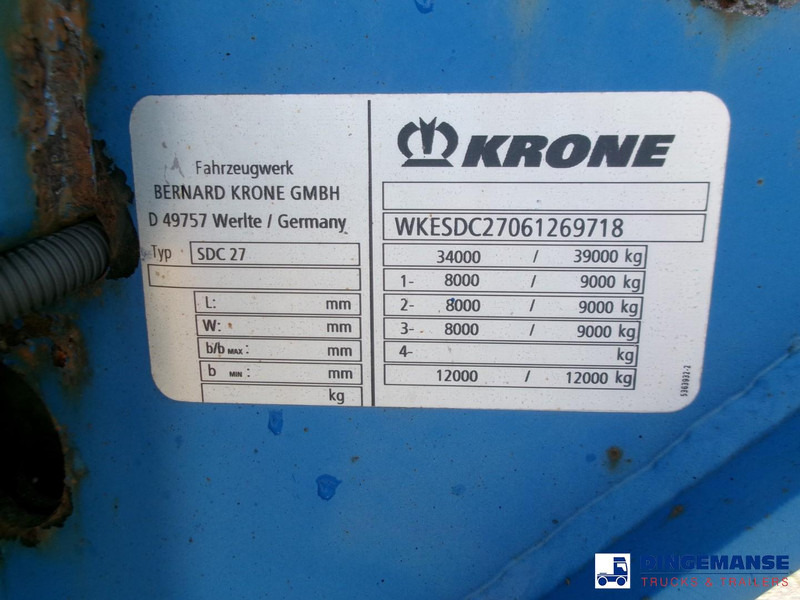 Fahrzeugwerk
BERNARD KRONE GMBH
D 49757 Werlte / Germany
Typ SDC 27
L: mm
W: mm
b/b MAX : mm
b MIN : mm
kg
KRONE
WKESDC27061269718
34000 / 39000 kg
1- 8000 / 9000 kg
2- 8000 / 9000 kg
3- 8000 / 9000 kg
4- kg
12000 / 12000 kg
5363932-2
RINGEMANSE
TRUCKS & TRAILERS